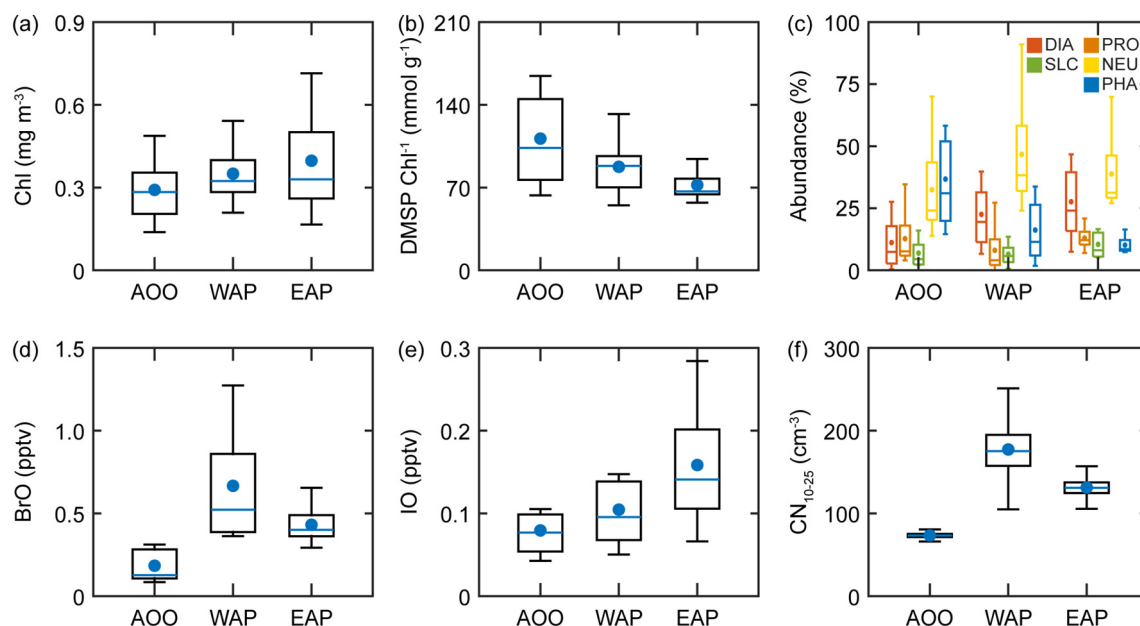 (a)
Chl (mg m⁻³)
0.9
0.6
0.3
0
AOO WAP EAP
(b)
DMSP Chl⁻¹ (mmol g⁻¹)
210
140
70
0
AOO WAP EAP
(c)
Abundance (%)
100
75
50
25
0
DIA PRO
SLC NEU
PHA
AOO WAP EAP
(d)
BrO (pptv)
1.5
1.0
0.5
0
AOO WAP EAP
(e)
IO (pptv)
0.3
0.2
0.1
0
AOO WAP EAP
(f)
CN₁₀₋₂₅ (cm⁻³)
300
200
100
0
AOO WAP EAP